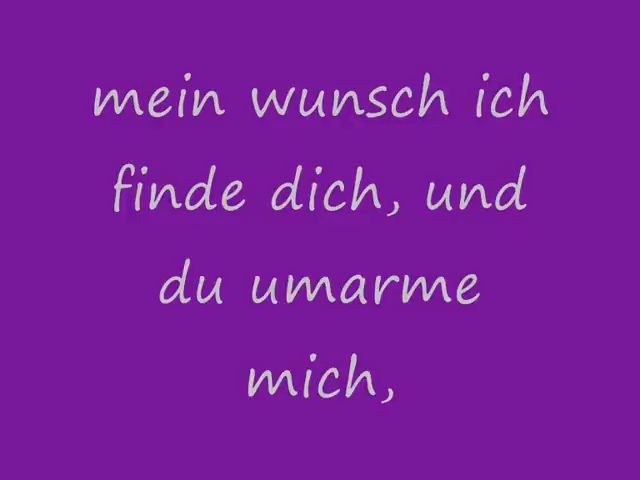 mein wunsch ich
finde dich, und
du umarme
mich,